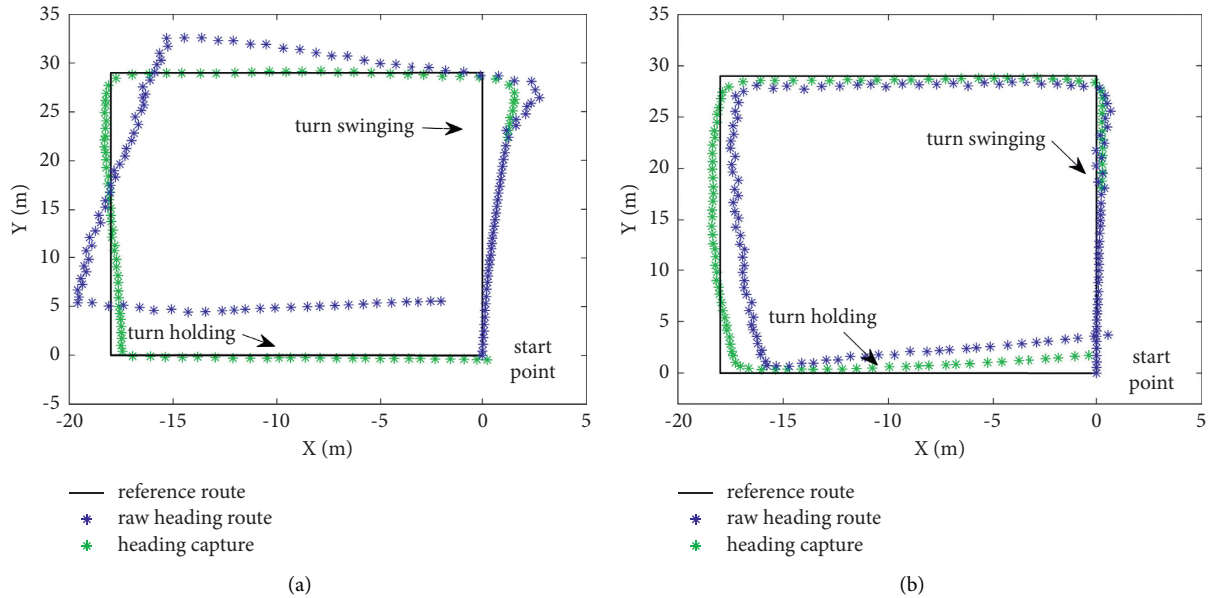 35
30
25
20
15
10
5
0
-5
Y (m)
-20 -15 -10 -5 0 5
X (m)
turn swinging
turn holding
start
point
reference route
raw heading route
heading capture
(a)
35
30
25
20
15
10
5
0
Y (m)
-20 -15 -10 -5 0 5
X (m)
turn swinging
turn holding
start
point
reference route
raw heading route
heading capture
(b)